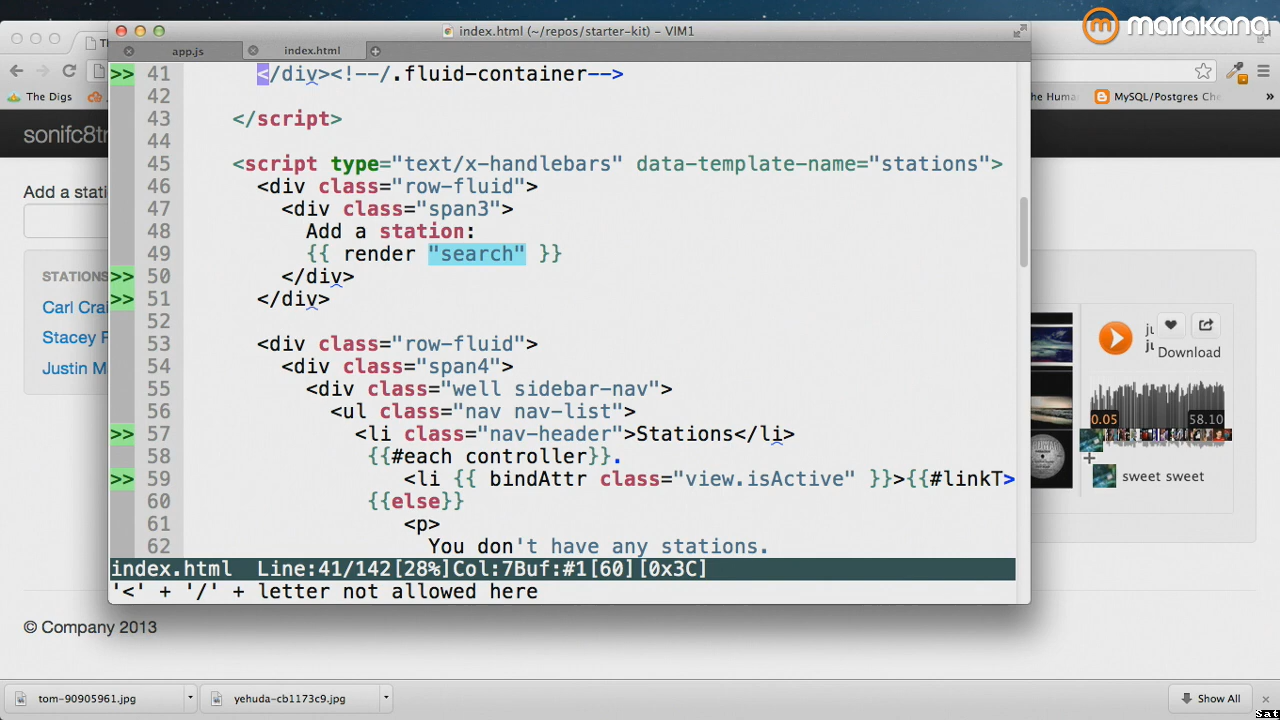 index.html (~/repos/starter-kit) – VIM1
marakana
app.js
index.html
The Digs
MySQL/Postgres Che
»
sonifc8tr
Add a stati
STATIONS
Carl Crai
Stacey P
Justin M
>> 41 </div><!--/.fluid-container-->
42
43 </script>
44
45 <script type="text/x-handlebars" data-template-name="stations">
46 <div class="row-fluid">
47 <div class="span3">
48 Add a station:
49 {{ render "search" }}
>> 50 </div>
>> 51 </div>
52
53 <div class="row-fluid">
54 <div class="span4">
55 <div class="well sidebar-nav">
56 <ul class="nav nav-list">
>> 57 <li class="nav-header">Stations</li>
58 {{#each controller}}.
>> 59 <li {{ bindAttr class="view.isActive" }}>{{#linkT>
60 {{else}}
61 <p>
62 You don't have any stations.
index.html Line:41/142[28%]Col:7Buf:#1[60][0x3C]
'<' + '/' + letter not allowed here
Download
0.05
58.10
sweet sweet
© Company 2013
tom-90905961.jpg
yehuda-cb1173c9.jpg
Show All
sat